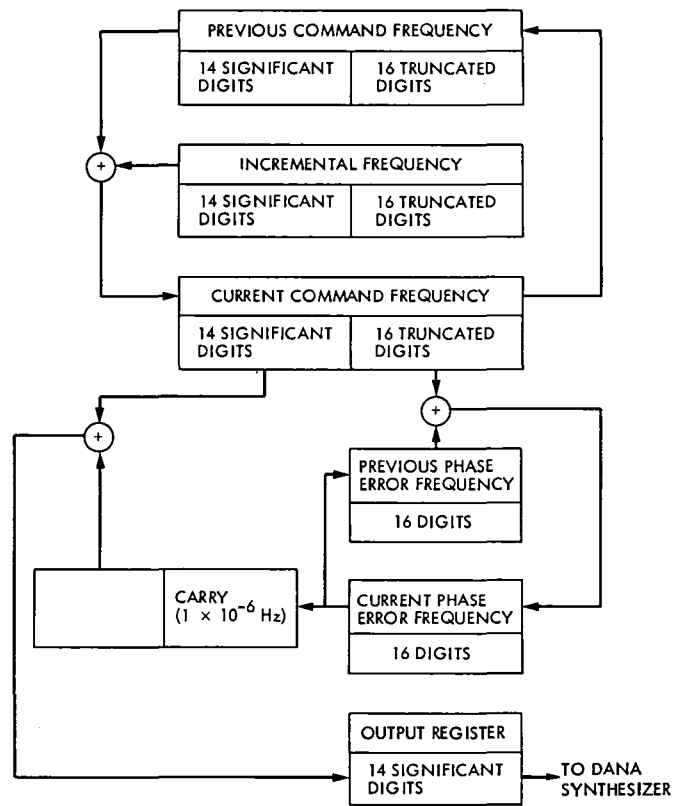 PREVIOUS COMMAND FREQUENCY
14 SIGNIFICANT
DIGITS
16 TRUNCATED
DIGITS
+
INCREMENTAL FREQUENCY
14 SIGNIFICANT
DIGITS
16 TRUNCATED
DIGITS
CURRENT COMMAND FREQUENCY
14 SIGNIFICANT
DIGITS
16 TRUNCATED
DIGITS
+
+
PREVIOUS PHASE
ERROR FREQUENCY
16 DIGITS
CARRY
(1 × 10⁻⁶ Hz)
CURRENT PHASE
ERROR FREQUENCY
16 DIGITS
OUTPUT REGISTER
14 SIGNIFICANT
DIGITS
TO DANA
SYNTHESIZER